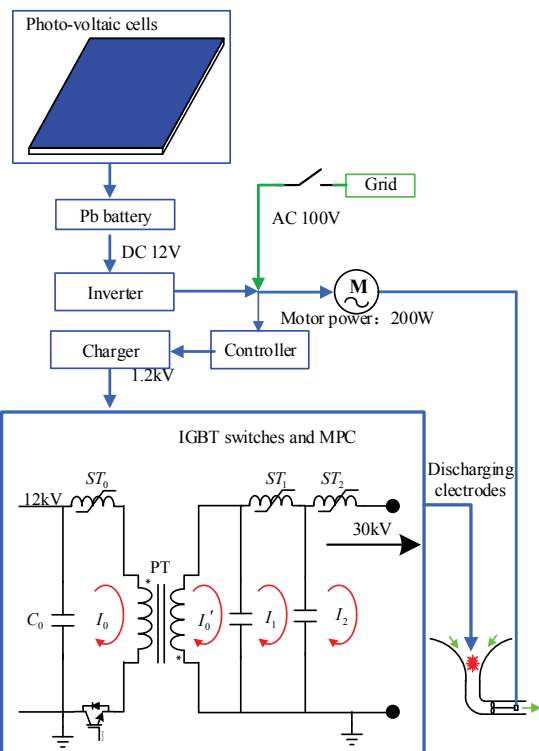 Photo-voltaic cells
Grid
Pb battery
AC 100V
DC 12V
Inverter
M
Motor power：200W
Charger
Controller
1.2kV
IGBT switches and MPC
Discharging
clectrodes
ST₀
ST₁
ST₂
12kV
30kV
PT
*
C₀
I₀
I₀′
I₁
I₂
*